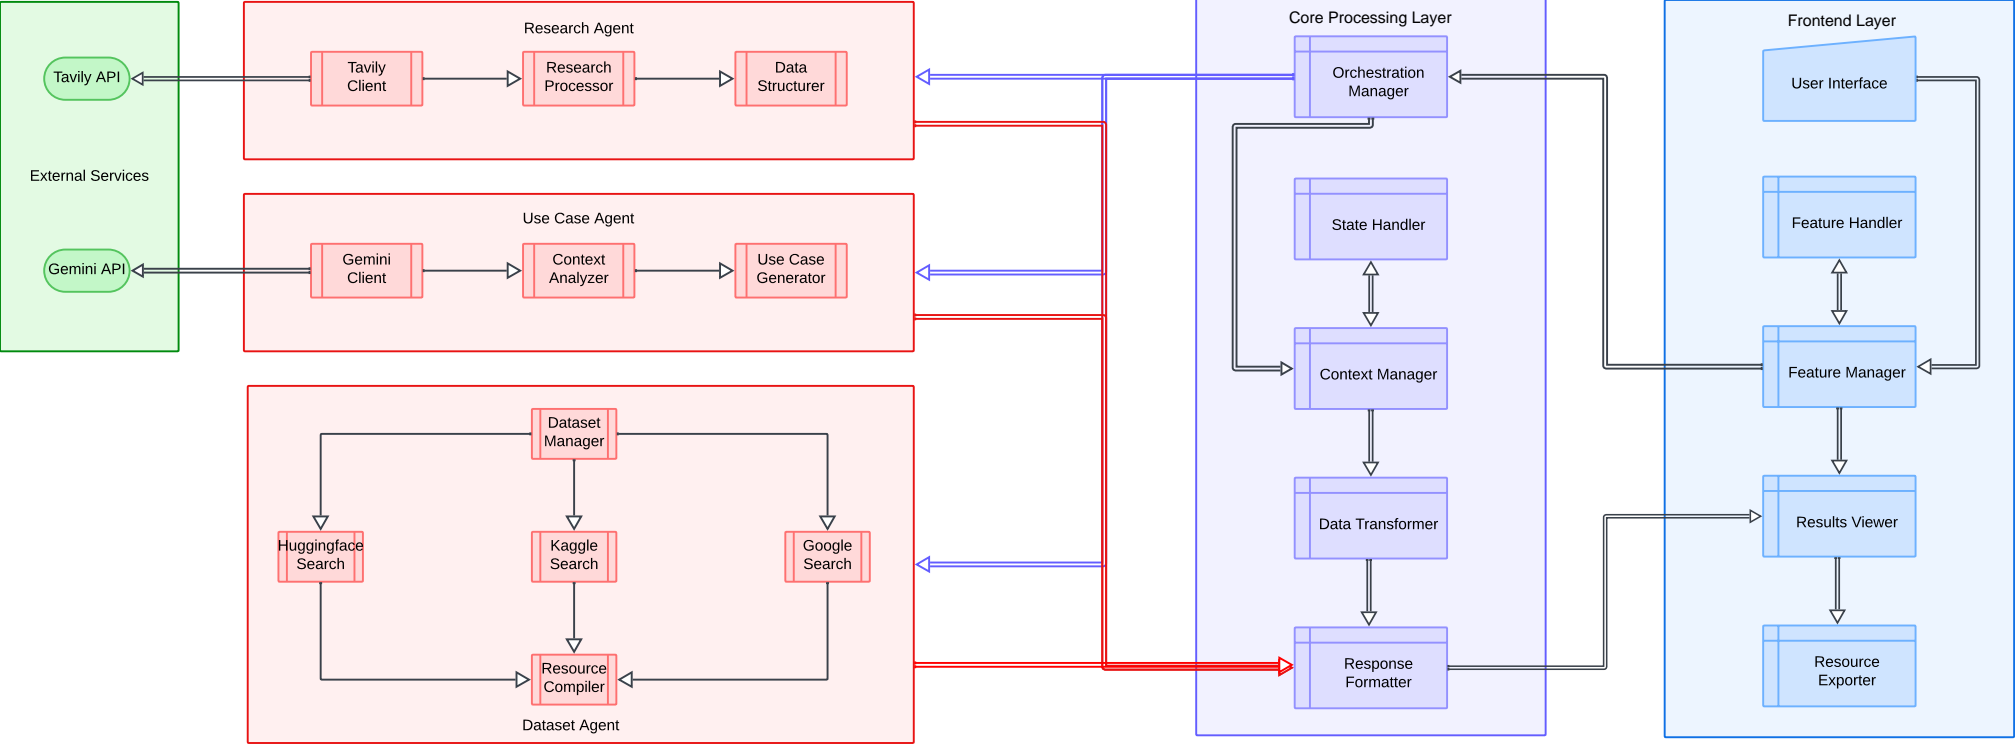 External Services
Tavily API
Gemini API
Research Agent
Tavily
Client
Research
Processor
Data
Structurer
Use Case Agent
Gemini
Client
Context
Analyzer
Use Case
Generator
Dataset
Manager
Huggingface
Search
Kaggle
Search
Google
Search
Resource
Compiler
Dataset Agent
Core Processing Layer
Orchestration
Manager
State Handler
Context Manager
Data Transformer
Response
Formatter
Frontend Layer
User Interface
Feature Handler
Feature Manager
Results Viewer
Resource
Exporter